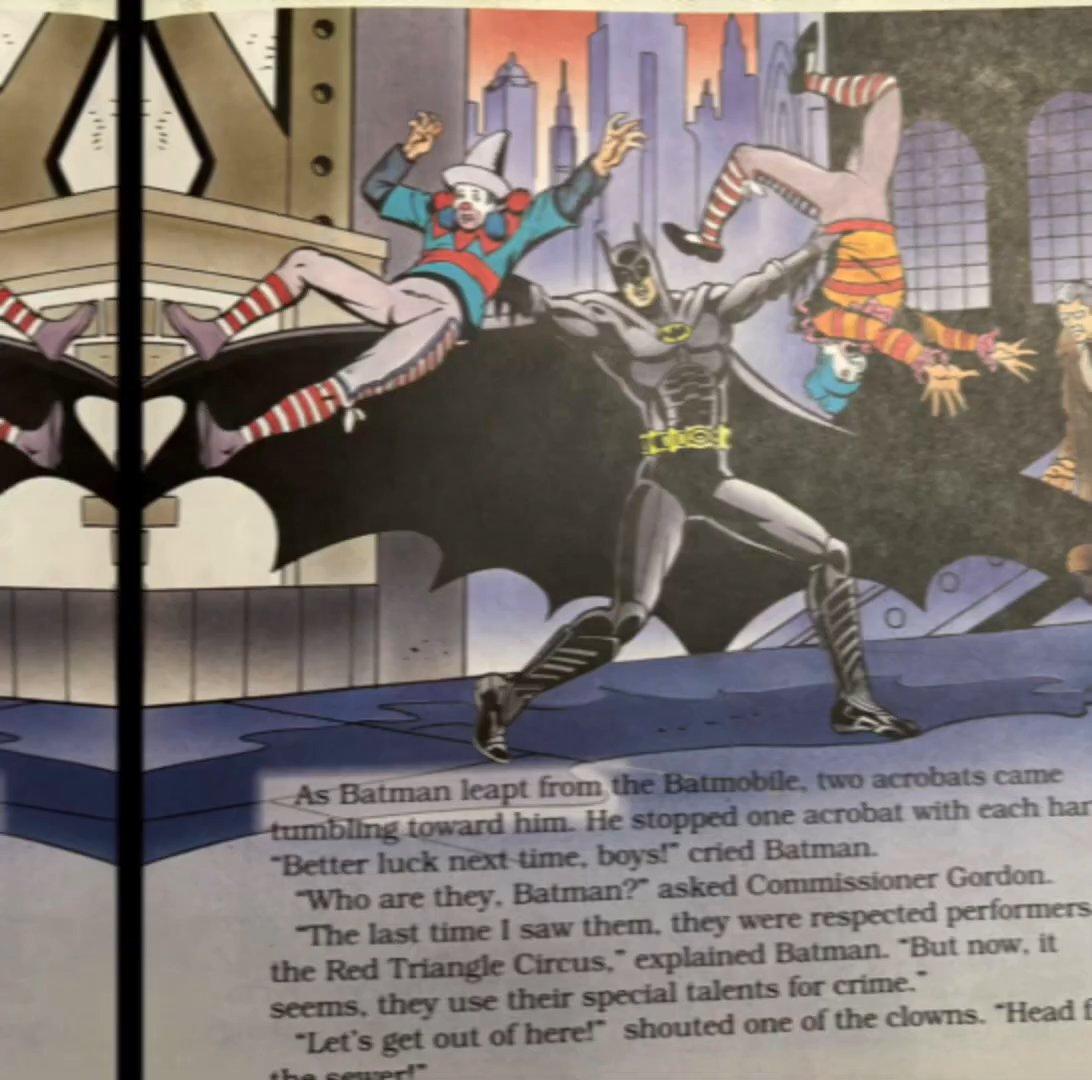 As Batman leapt from the Batmobile, two acrobats came
tumbling toward him. He stopped one acrobat with each
“Better luck next time, boys!” cried Batman.
“Who are they, Batman?” asked Commissioner Gordon.
“The last time I saw them, they were respected performers
the Red Triangle Circus,” explained Batman. “But now, it
seems, they use their special talents for crime.”
“Let's get out of here!” shouted one of the clowns. “Head
the sewer!”